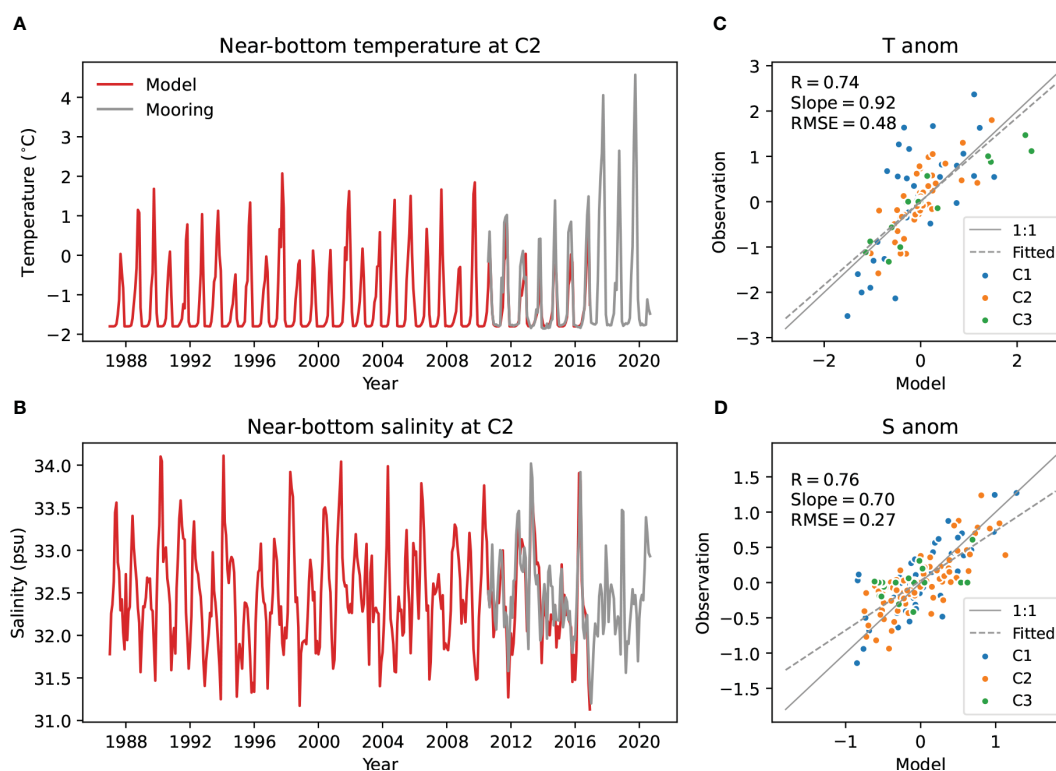 A
Near-bottom temperature at C2
Model
Mooring
4
3
2
1
0
−1
−2
Temperature (°C)
1988 1992 1996 2000 2004 2008 2012 2016 2020
Year
C
T anom
R = 0.74
Slope = 0.92
RMSE = 0.48
3
2
1
0
−1
−2
−3
Observation
1:1
Fitted
C1
C2
C3
−2 0 2
Model
B
Near-bottom salinity at C2
34.0
33.5
33.0
32.5
32.0
31.5
31.0
Salinity (psu)
1988 1992 1996 2000 2004 2008 2012 2016 2020
Year
D
S anom
R = 0.76
Slope = 0.70
RMSE = 0.27
1.5
1.0
0.5
0.0
−0.5
−1.0
−1.5
Observation
1:1
Fitted
C1
C2
C3
−1 0 1
Model